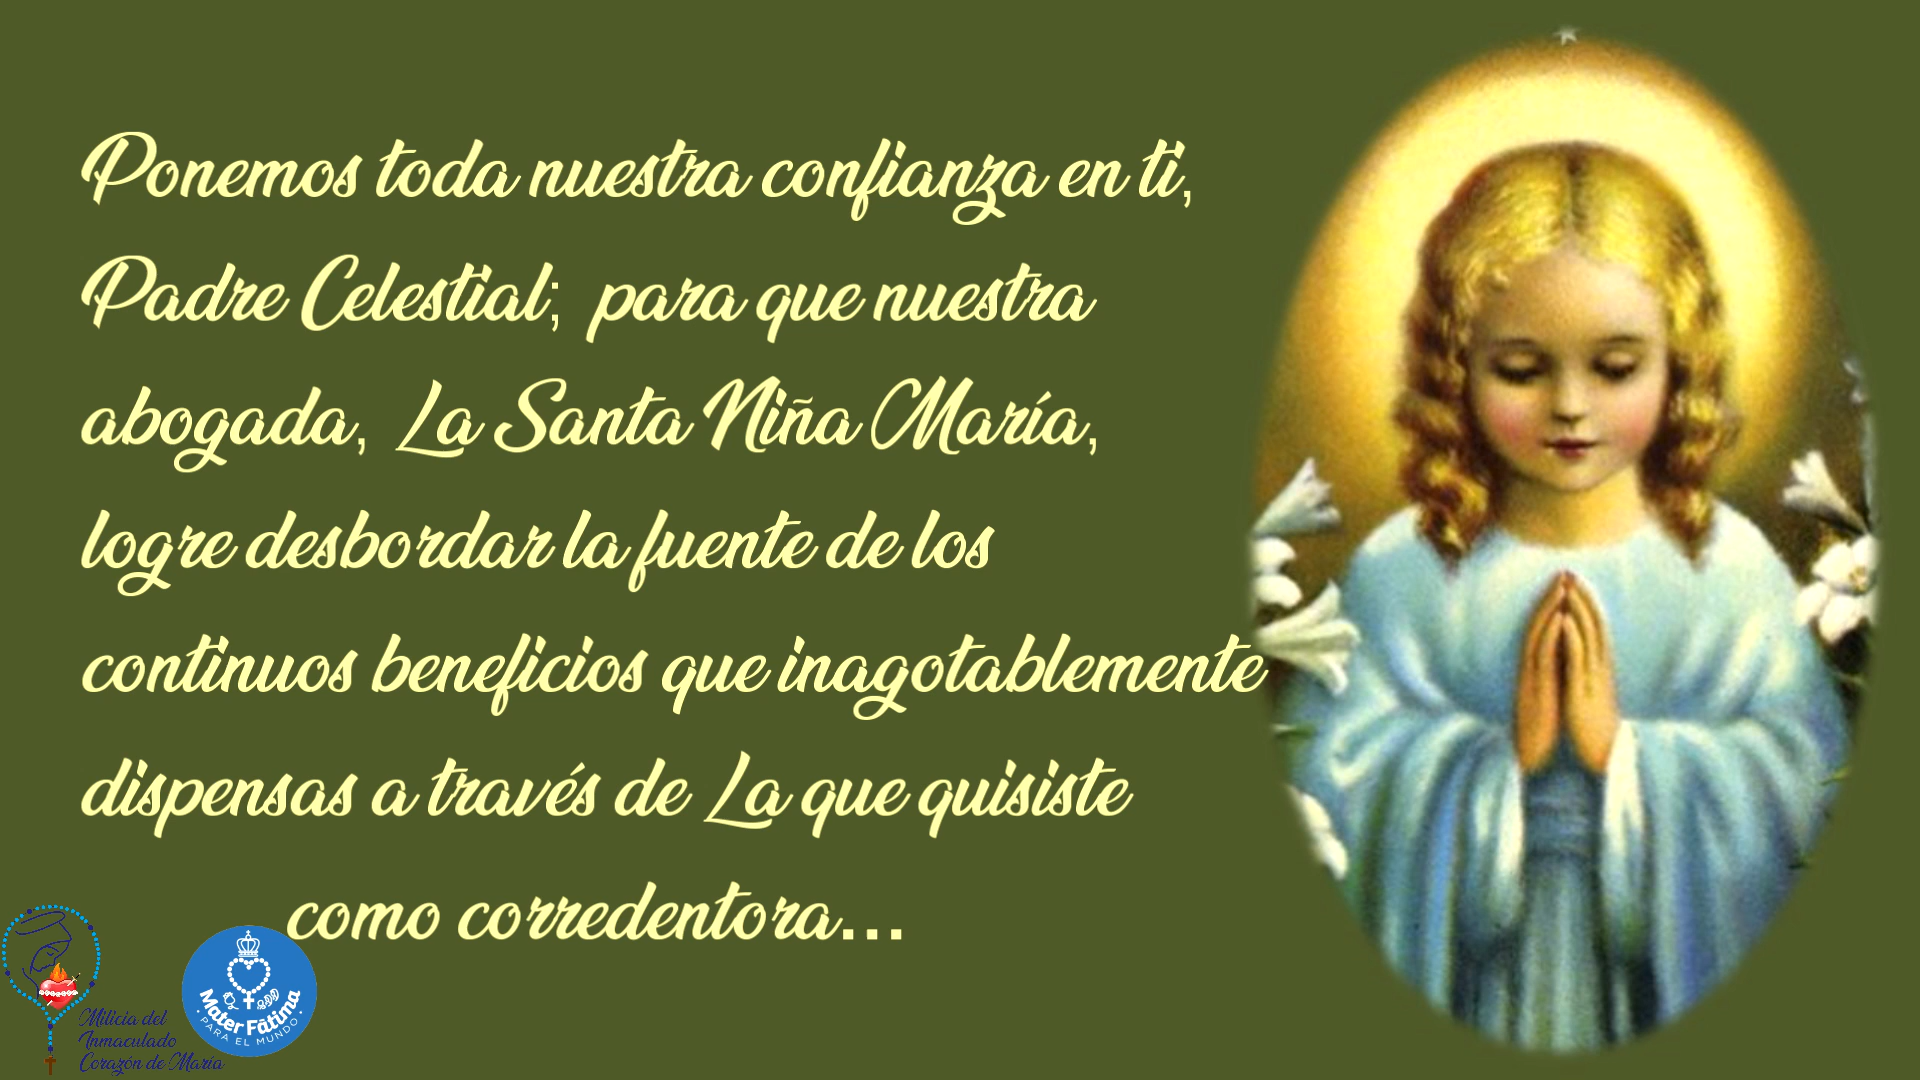 Ponemos toda nuestra confianza en ti,
Padre Celestial; para que nuestra
abogada, La Santa Niña María,
logre desbordar la fuente de los
continuos beneficios que inagotablemente
dispensas a través de La que quisiste
como corredentora...
Milicia del
Inmaculado
Corazón de María
Mater Fátima
· PARA EL MUNDO ·